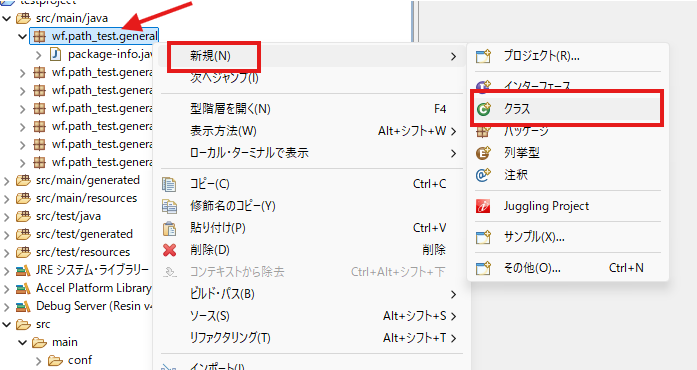 testproject
src/main/java
wf.path_test.general
package-info.jav
wf.path_test.genera
wf.path_test.genera
wf.path_test.genera
wf.path_test.genera
wf.path_test.genera
src/main/generated
src/main/resources
src/test/java
src/test/generated
src/test/resources
JRE システム・ライブラリー
Accel Platform Library
Debug Server (Resin v4
src
main
conf
新規(N)
次へジャンプ(I)
型階層を開く(N) F4
表示方法(W) Alt+シフト+W
ローカル・ターミナルで表示
コピー(C) Ctrl+C
修飾名のコピー(Y)
貼り付け(P) Ctrl+V
削除(D) 削除
コンテキストから除去 Ctrl+Alt+シフト+下
ビルド・パス(B)
ソース(S) Alt+シフト+S
リファクタリング(T) Alt+シフト+T
インポート(I)
プロジェクト(R)...
インターフェース
クラス
パッケージ
列挙型
注釈
Juggling Project
サンプル(X)...
その他(O)... Ctrl+N